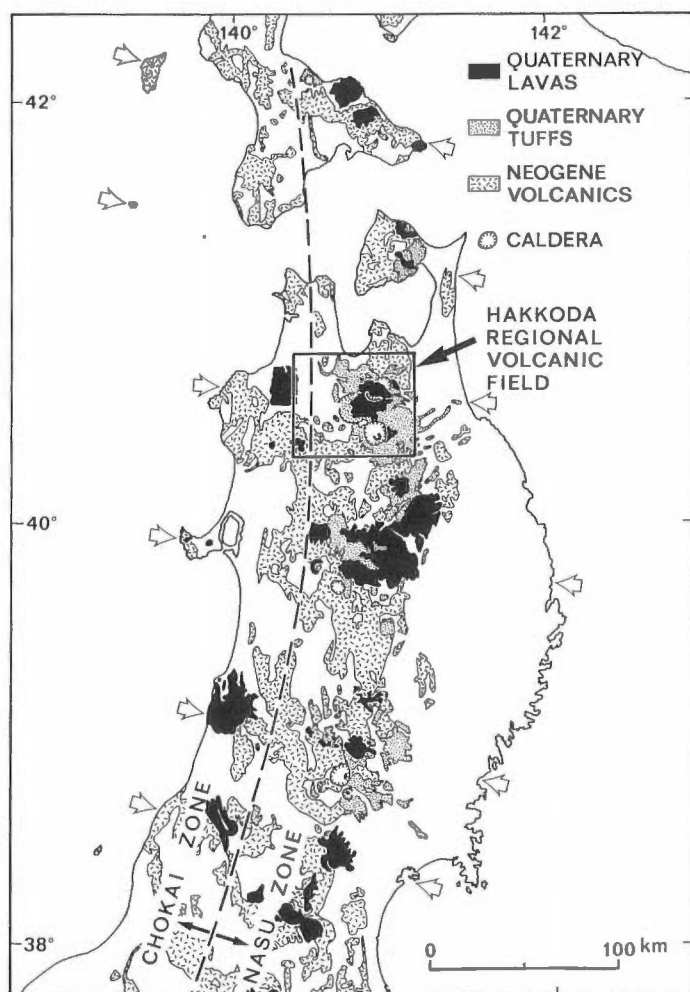 140° 142°
42°
QUATERNARY
LAVAS
QUATERNARY
TUFFS
NEOGENE
VOLCANICS
CALDERA
HAKKODA
REGIONAL
VOLCANIC
FIELD
40°
CHOKAI ZONE
NASU ZONE
38°
0 100 km